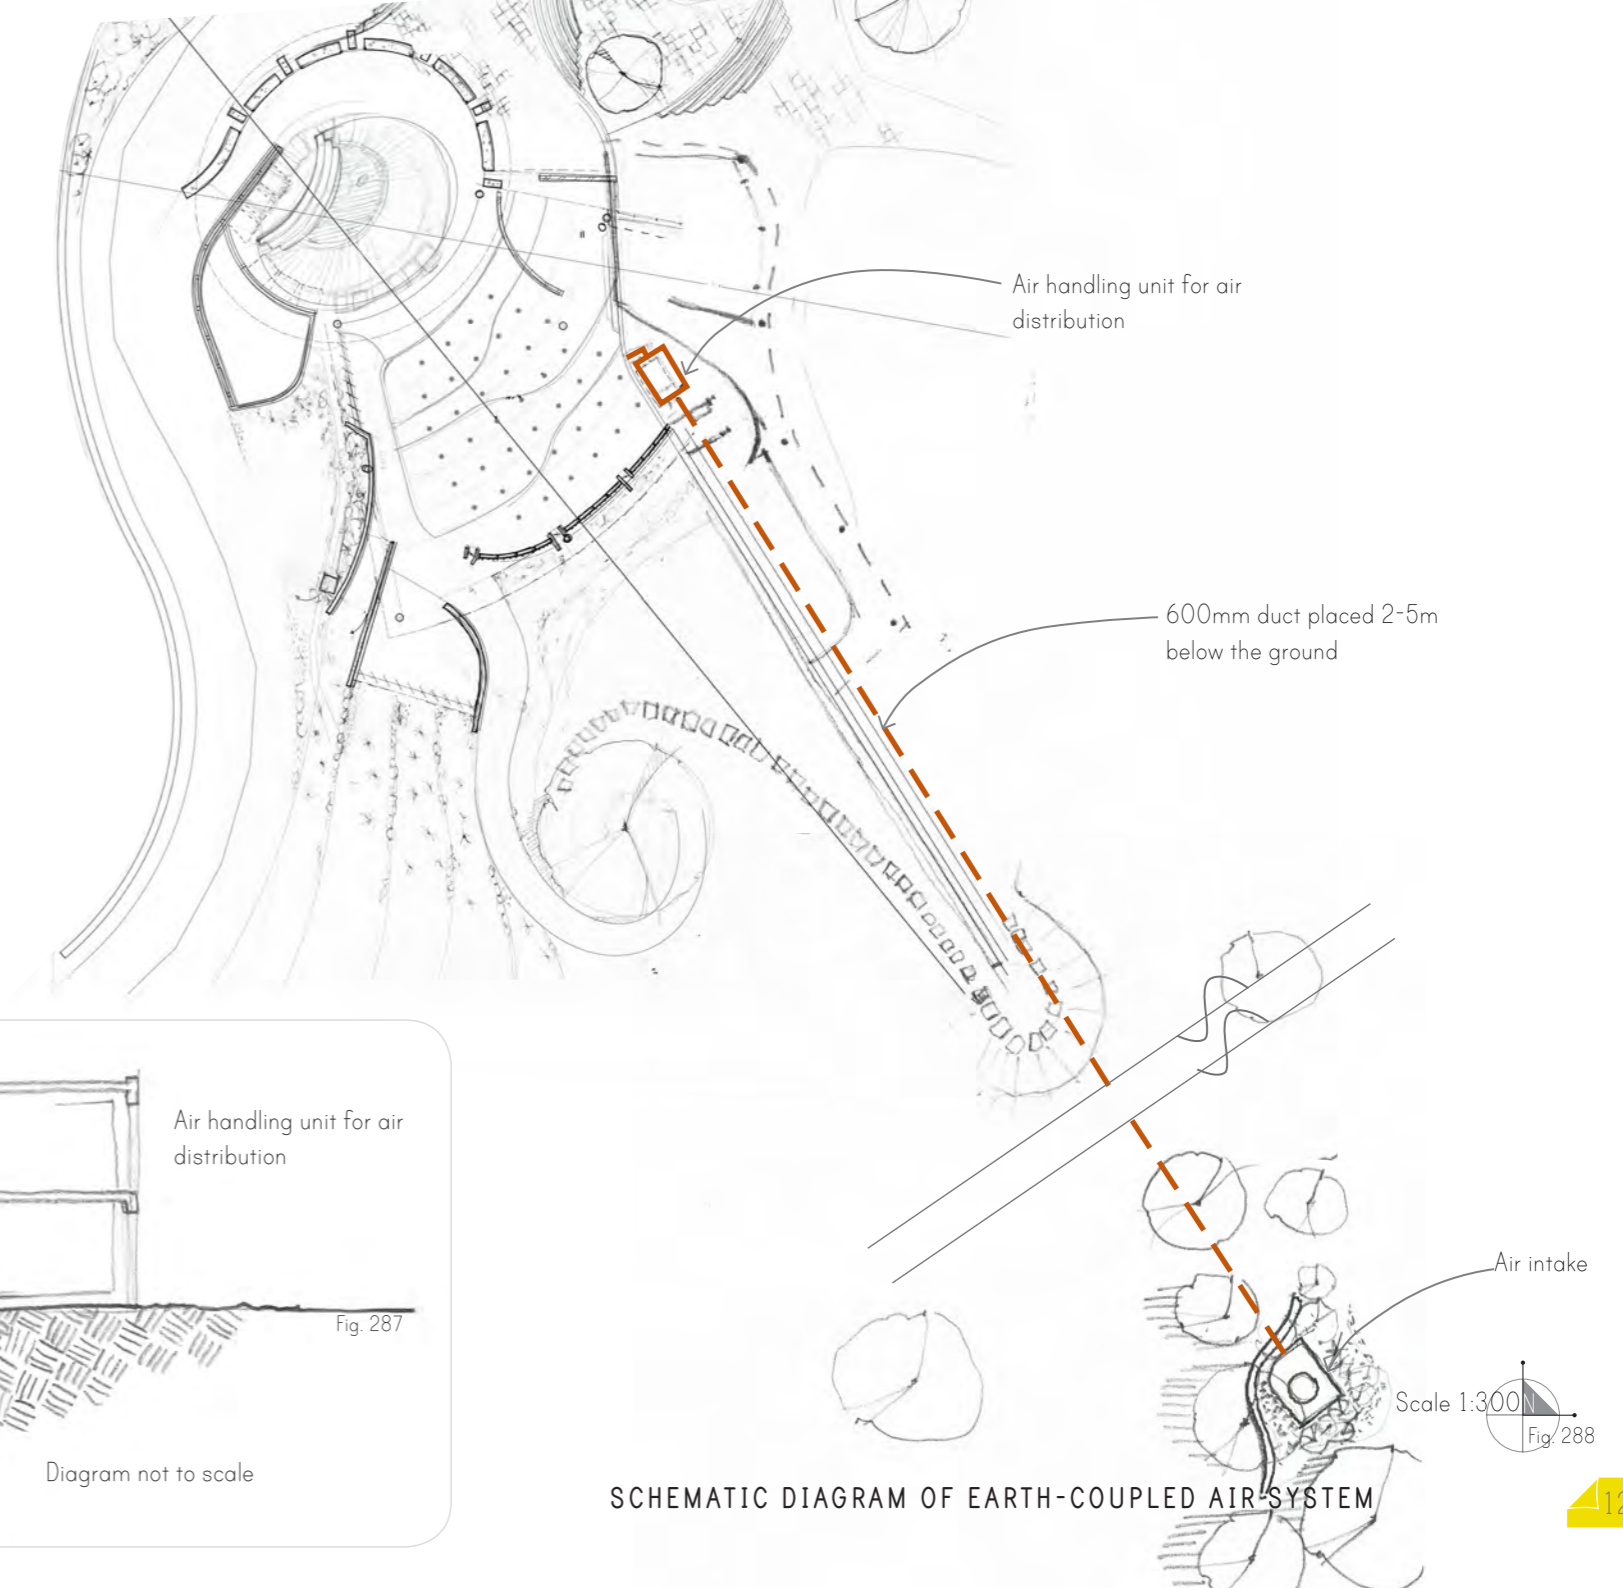 Air handling unit for air
distribution
600mm duct placed 2-5m
below the ground
Air handling unit for air
distribution
Fig. 287
Diagram not to scale
Air intake
Scale 1:300
N
Fig. 288
SCHEMATIC DIAGRAM OF EARTH-COUPLED AIR SYSTEM
12